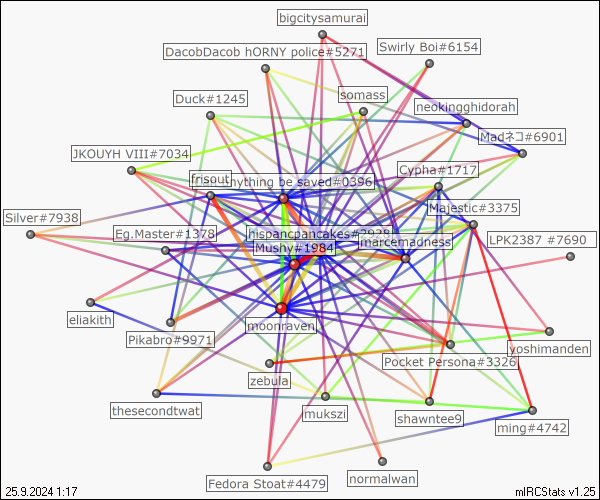 bigcitysamurai
DacobDacob hORNY police#5271
Swirly Boi#6154
Duck#1245
somass
neokingghidorah
Madネコ#6901
JKOUYH VIII#7034
Cypha#1717
frisout
nything be saved#0396
Majestic#3375
Silver#7938
Eg.Master#1378
hispancpancakes#2928
marcemadness
LPK2387 #7690
Mushy#1984
eliakith
moonraven
Pikabro#9971
yoshimanden
Pocket Persona#3326
zebula
thesecondtwat
mukszi
shawntee9
ming#4742
Fedora Stoat#4479
normalwan
25.9.2024 1:17
mIRCStats v1.25